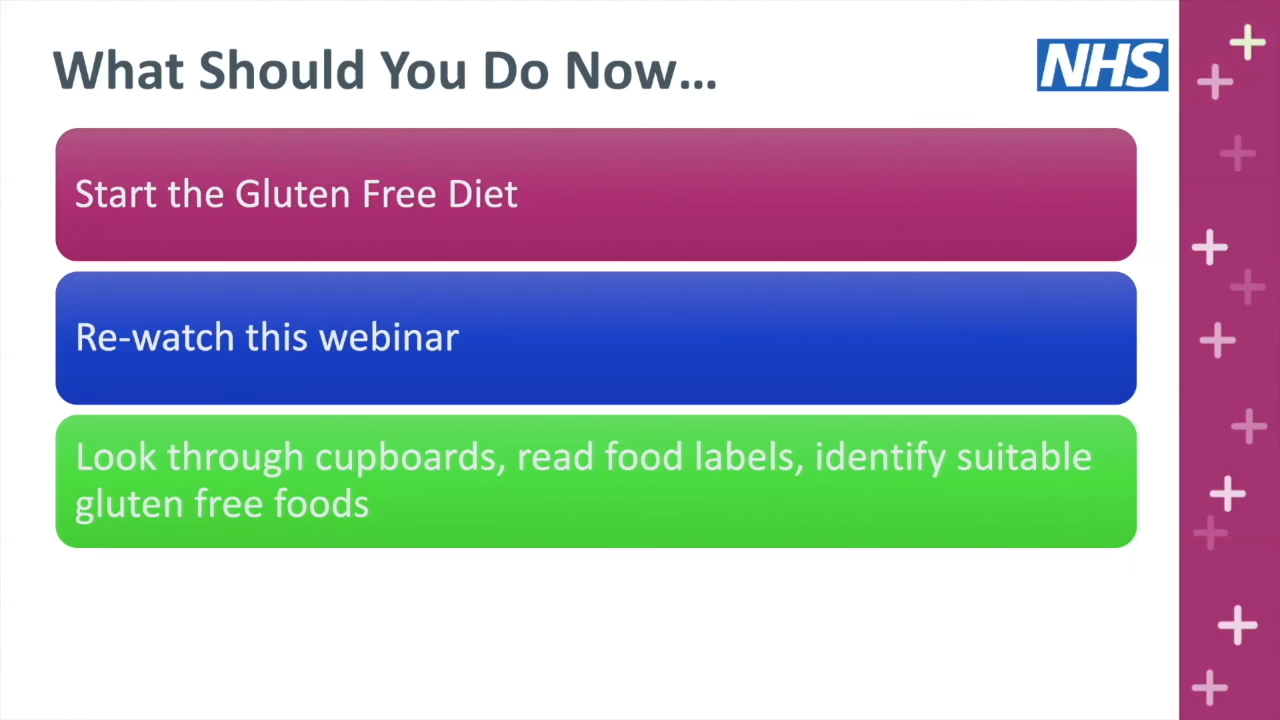 What Should You Do Now...
NHS
Start the Gluten Free Diet
Re-watch this webinar
Look through cupboards, read food labels, identify suitable
gluten free foods